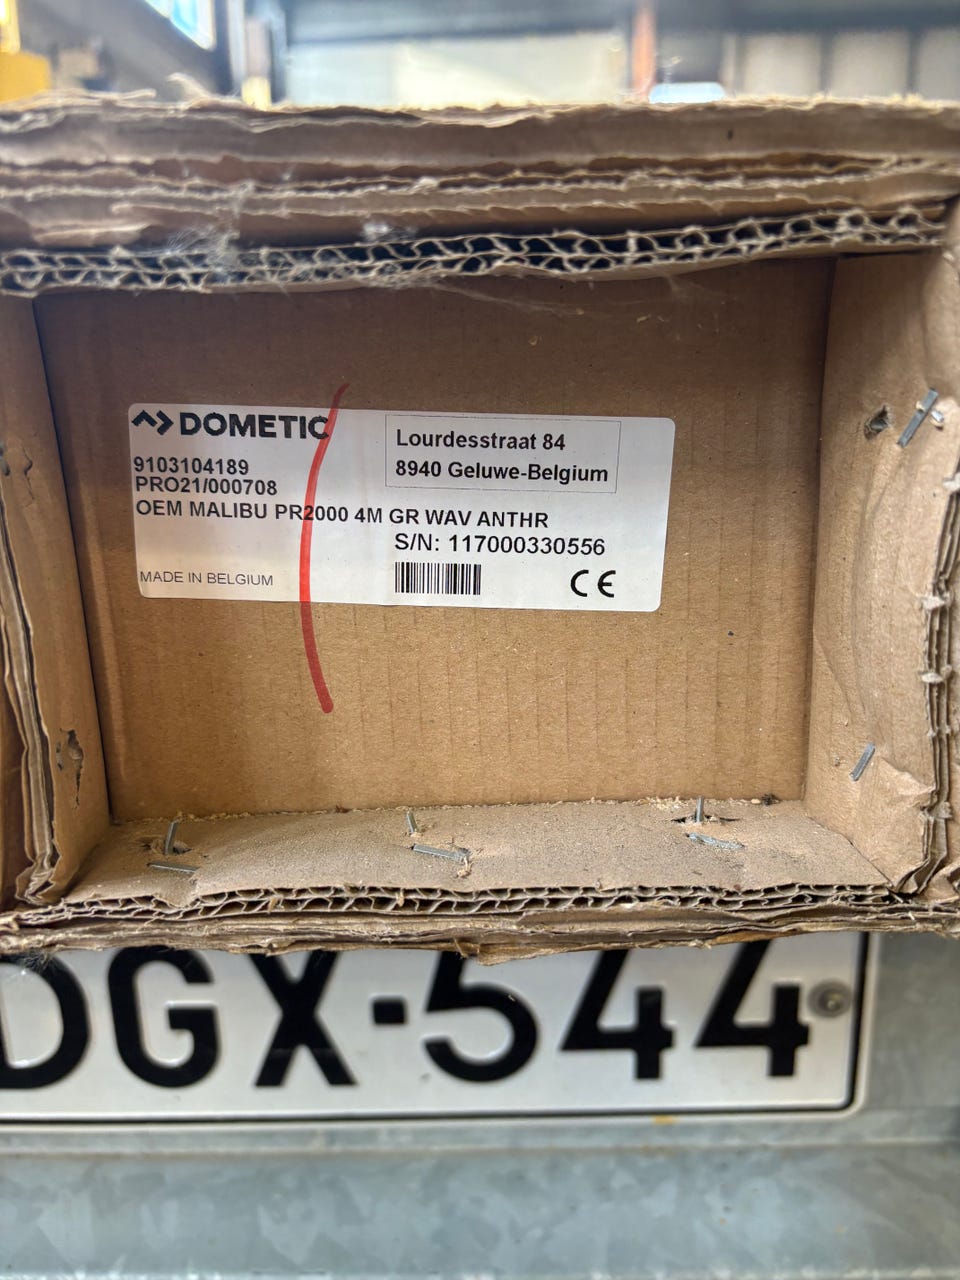 DOMETIC
Lourdesstraat 84
8940 Geluwe-Belgium
9103104189
PRO21/000708
OEM MALIBU PR2000 4M GR WAV ANTHR
S/N: 117000330556
MADE IN BELGIUM
CE
DGX·544